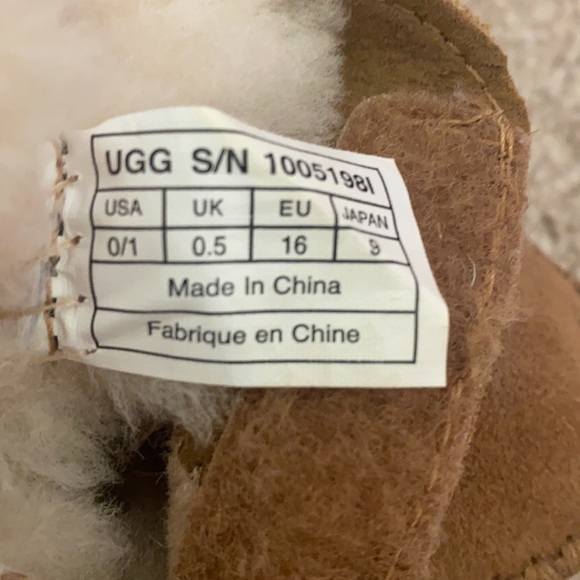 UGG S/N 1005198I
USA UK EU JAPAN
0/1 0.5 16 9
Made In China
Fabrique en Chine